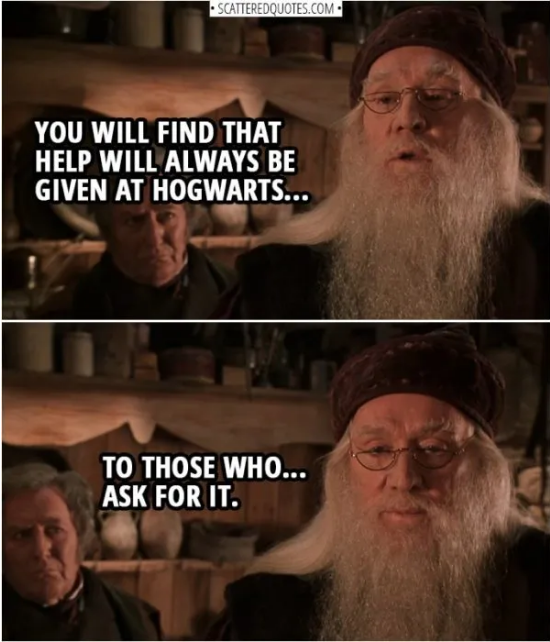 • SCATTEREDQUOTES.COM •
YOU WILL FIND THAT
HELP WILL ALWAYS BE
GIVEN AT HOGWARTS...
TO THOSE WHO...
ASK FOR IT.